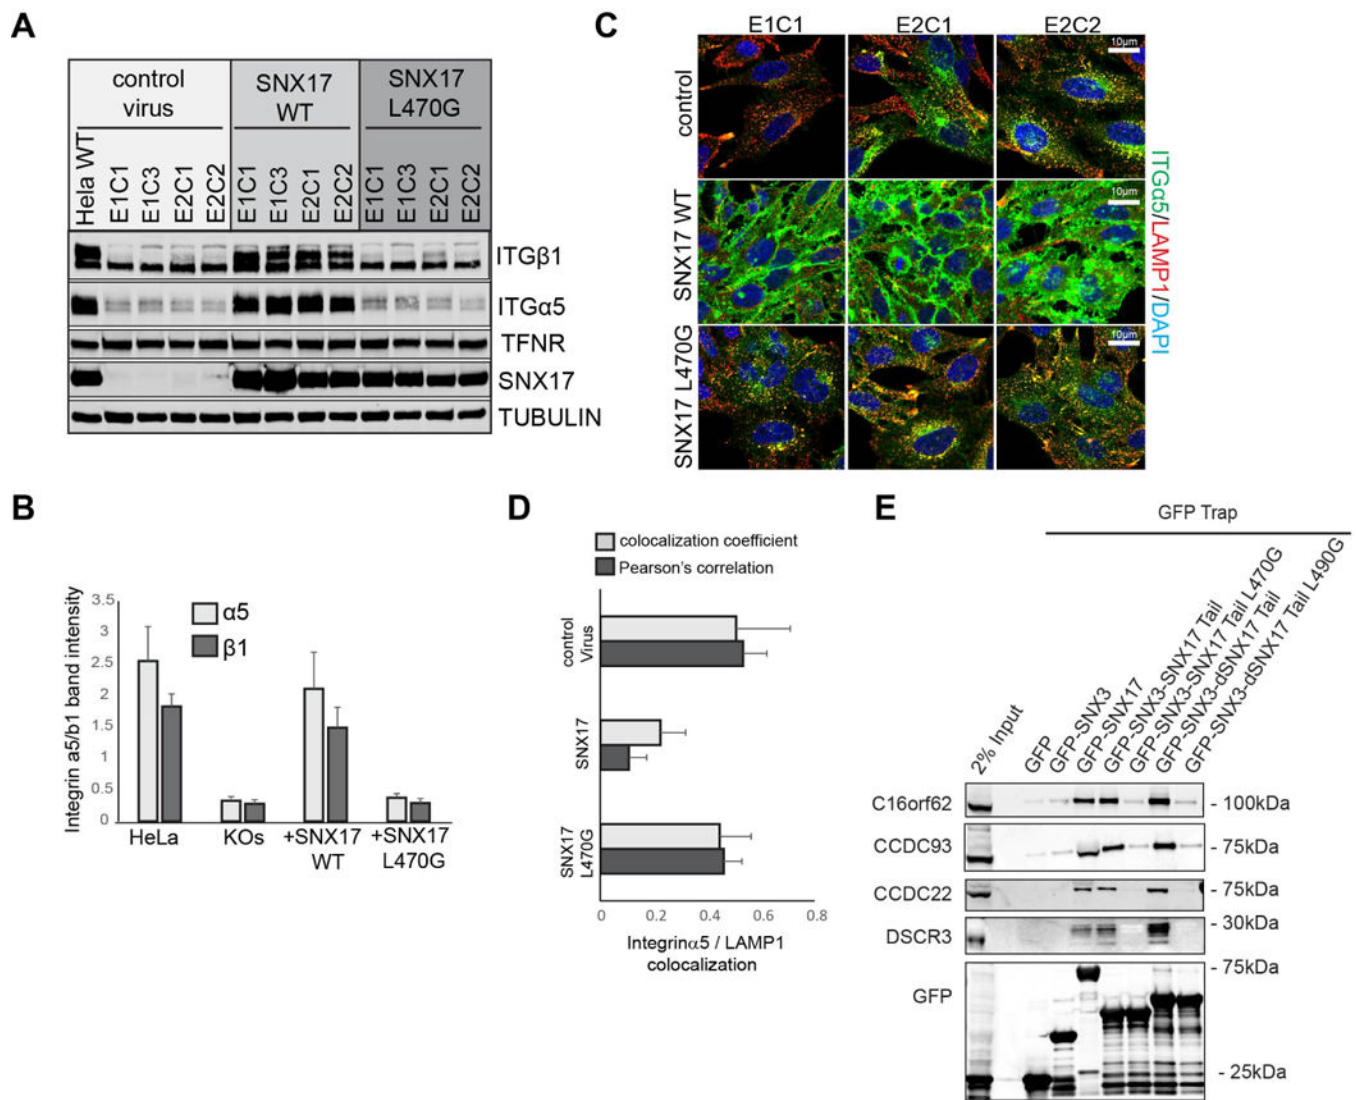 A
control
virus
SNX17
WT
SNX17
L470G
Hela WT
E1C1
E1C3
E2C1
E2C2
E1C1
E1C3
E2C1
E2C2
E1C1
E1C3
E2C1
E2C2
ITGβ1
ITGα5
TFNR
SNX17
TUBULIN
B
Integrin a5/b1 band intensity
3.5
3
2.5
2
1.5
1
0.5
0
α5
β1
HeLa
KOs
+SNX17
WT
+SNX17
L470G
C
E1C1
E2C1
E2C2
control
SNX17 WT
SNX17 L470G
10μm
10μm
10μm
ITGα5/LAMP1/DAPI
D
colocalization coefficient
Pearson's correlation
control
Virus
SNX17
SNX17
L470G
0
0.2
0.4
0.6
0.8
Integrinα5 / LAMP1
colocalization
E
GFP Trap
2% Input
GFP
GFP-SNX3
GFP-SNX17
GFP-SNX3-SNX17 Tail
GFP-SNX3-SNX17 Tail L470G
GFP-SNX3-dSNX17 Tail
GFP-SNX3-dSNX17 Tail L490G
C16orf62
- 100kDa
CCDC93
- 75kDa
CCDC22
- 75kDa
DSCR3
- 30kDa
GFP
- 75kDa
- 25kDa